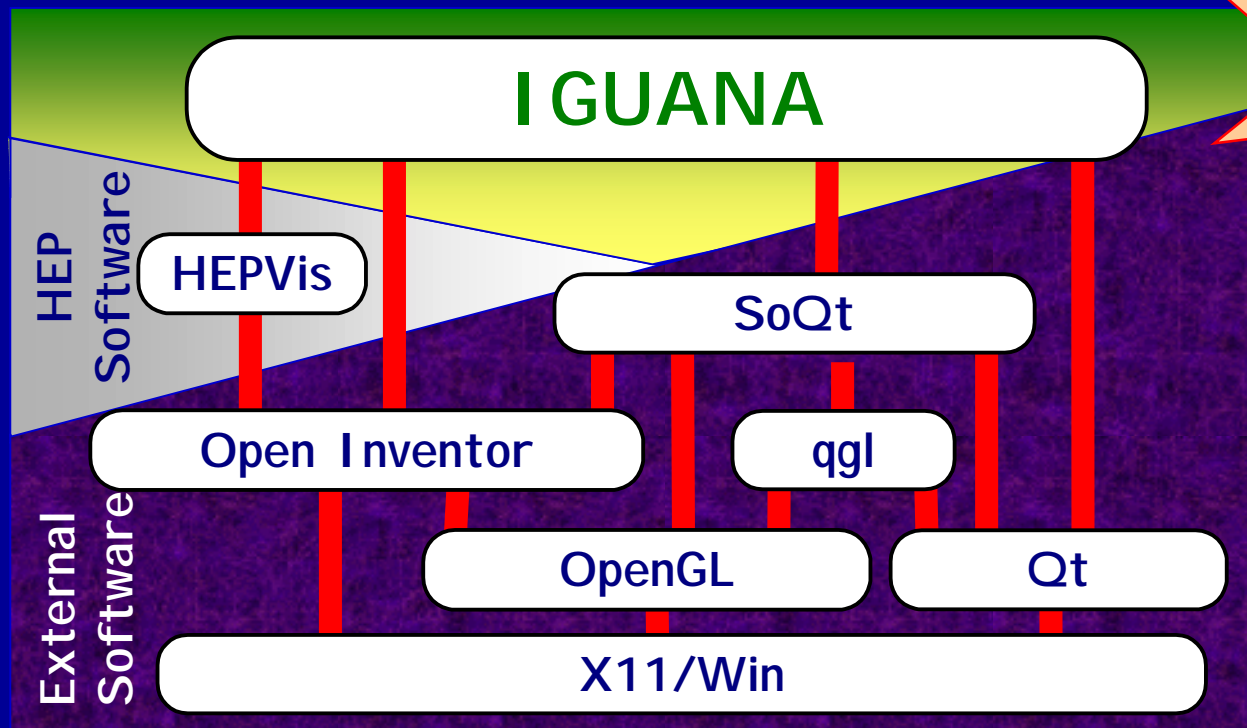 IGUANA
HEP
Software
HEPVis
SoQt
Open Inventor
qgl
External
Software
OpenGL
Qt
X11/Win